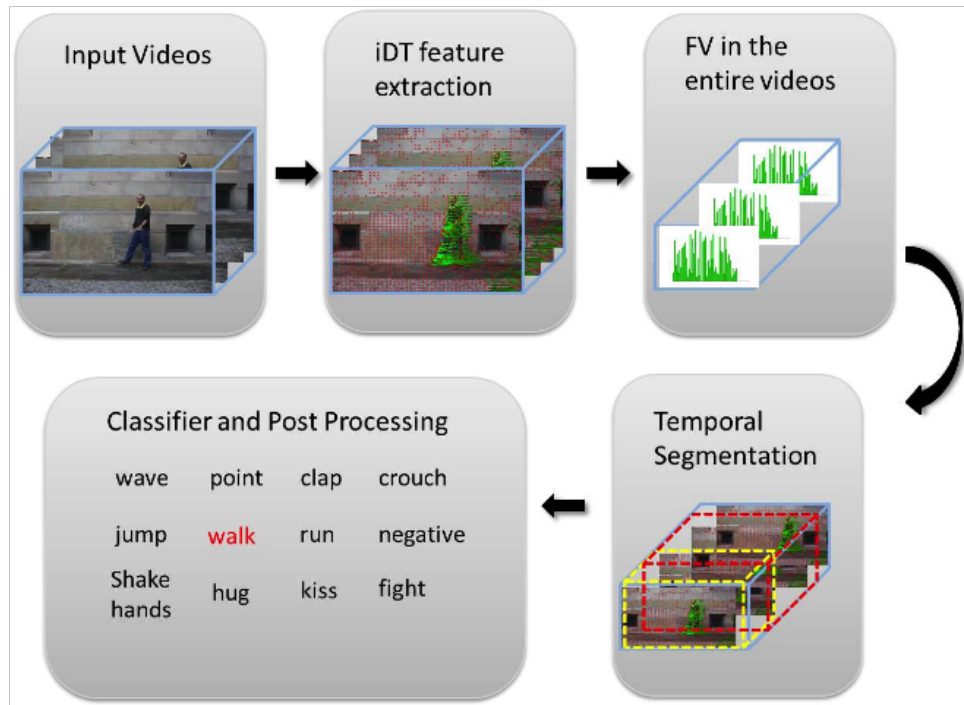 Input Videos
iDT feature
extraction
FV in the
entire videos
Temporal
Segmentation
Classifier and Post Processing
wave point clap crouch
jump walk run negative
Shake
hands hug kiss fight